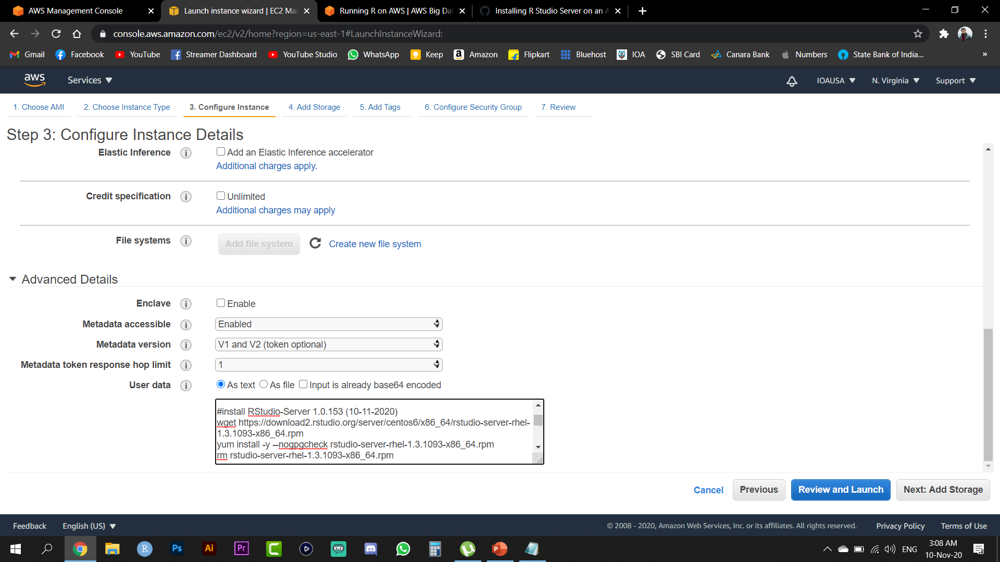 AWS Management Console
Launch instance wizard | EC2 Ma
Running R on AWS | AWS Big Da
Installing R Studio Server on an A
console.aws.amazon.com/ec2/v2/home?region=us-east-1#LaunchInstanceWizard:
Gmail Facebook YouTube Streamer Dashboard YouTube Studio WhatsApp Keep Amazon Flipkart Bluehost IOA SBI Card Canara Bank Numbers State Bank of India... »
aws Services IOAUSA N. Virginia Support
1. Choose AMI 2. Choose Instance Type 3. Configure Instance 4. Add Storage 5. Add Tags 6. Configure Security Group 7. Review
Step 3: Configure Instance Details
Elastic Inference i Add an Elastic Inference accelerator
Additional charges apply.
Credit specification i Unlimited
Additional charges may apply
File systems i Add file system Create new file system
Advanced Details
Enclave i Enable
Metadata accessible i Enabled
Metadata version i V1 and V2 (token optional)
Metadata token response hop limit i 1
User data i As text As file Input is already base64 encoded
#install RStudio-Server 1.0.153 (10-11-2020)
wget https://download2.rstudio.org/server/centos6/x86_64/rstudio-server-rhel-
1.3.1093-x86_64.rpm
yum install -y --nogpgcheck rstudio-server-rhel-1.3.1093-x86_64.rpm
rm rstudio-server-rhel-1.3.1093-x86_64.rpm
Cancel Previous Review and Launch Next: Add Storage
Feedback English (US) © 2008 - 2020, Amazon Web Services, Inc. or its affiliates. All rights reserved. Privacy Policy Terms of Use
R Ps Ai Pr C P ENG 3:08 AM
10-Nov-20